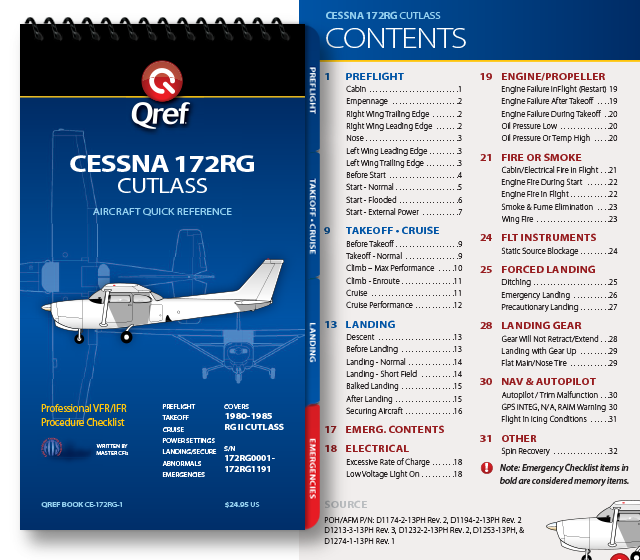 Qref
CESSNA 172RG
CUTLASS
AIRCRAFT QUICK REFERENCE
Professional VFR/IFR
Procedure Checklist
WRITTEN BY
MASTER CFIs
PREFLIGHT
TAKEOFF
CRUISE
POWER SETTINGS
LANDING/SECURE
ABNORMALS
EMERGENCIES
COVERS
1980-1985
RG II CUTLASS
S/N
172RG0001-
172RG1191
QREF BOOK CE-172RG-1
$24.95 US
PREFLIGHT
TAKEOFF • CRUISE
LANDING
EMERGENCIES
CESSNA 172RG CUTLASS
CONTENTS
1 PREFLIGHT
Cabin ..........................1
Empennage ..................2
Right Wing Trailing Edge ....2
Right Wing Leading Edge ....2
Nose ..........................3
Left Wing Leading Edge ......3
Left Wing Trailing Edge ......3
Before Start ..................4
Start - Normal ................5
Start - Flooded ................6
Start - External Power ........7
9 TAKEOFF • CRUISE
Before Takeoff ................9
Takeoff - Normal ..............9
Climb – Max Performance ....10
Climb - Enroute ..............11
Cruise ........................11
Cruise Performance ..........12
13 LANDING
Descent ......................13
Before Landing ..............13
Landing - Normal ............14
Landing - Short Field ........14
Balked Landing ..............15
After Landing ................15
Securing Aircraft ............16
17 EMERG. CONTENTS
18 ELECTRICAL
Excessive Rate of Charge ....18
Low Voltage Light On ........18
19 ENGINE/PROPELLER
Engine Failure inFlight (Restart) 19
Engine Failure After Takeoff ....19
Engine Failure During Takeoff ..20
Oil Pressure Low ............20
Oil Pressure Or Temp High ....20
21 FIRE OR SMOKE
Cabin/Electrical Fire in Flight ...21
Engine Fire During Start ......22
Engine Fire In Flight ..........22
Smoke & Fume Elimination ...23
Wing Fire ....................23
24 FLT INSTRUMENTS
Static Source Blockage ........24
25 FORCED LANDING
Ditching ......................25
Emergency Landing ..........26
Precautionary Landing ........27
28 LANDING GEAR
Gear Will Not Retract/Extend ...28
Landing with Gear Up ........29
Flat Main/Nose Tire ..........29
30 NAV & AUTOPILOT
Autopilot / Trim Malfunction ...30
GPS INTEG, N/A, RAIM Warning 30
Flight in Icing Conditions ......31
31 OTHER
Spin Recovery ................32
! Note: Emergency Checklist items in
bold are considered memory items.
SOURCE
POH/AFM P/N: D1174-2-13PH Rev. 2, D1194-2-13PH Rev. 2
D1213-3-13PH Rev. 3, D1232-2-13PH Rev. 2, D1253-13PH, &
D1274-1-13PH Rev. 1